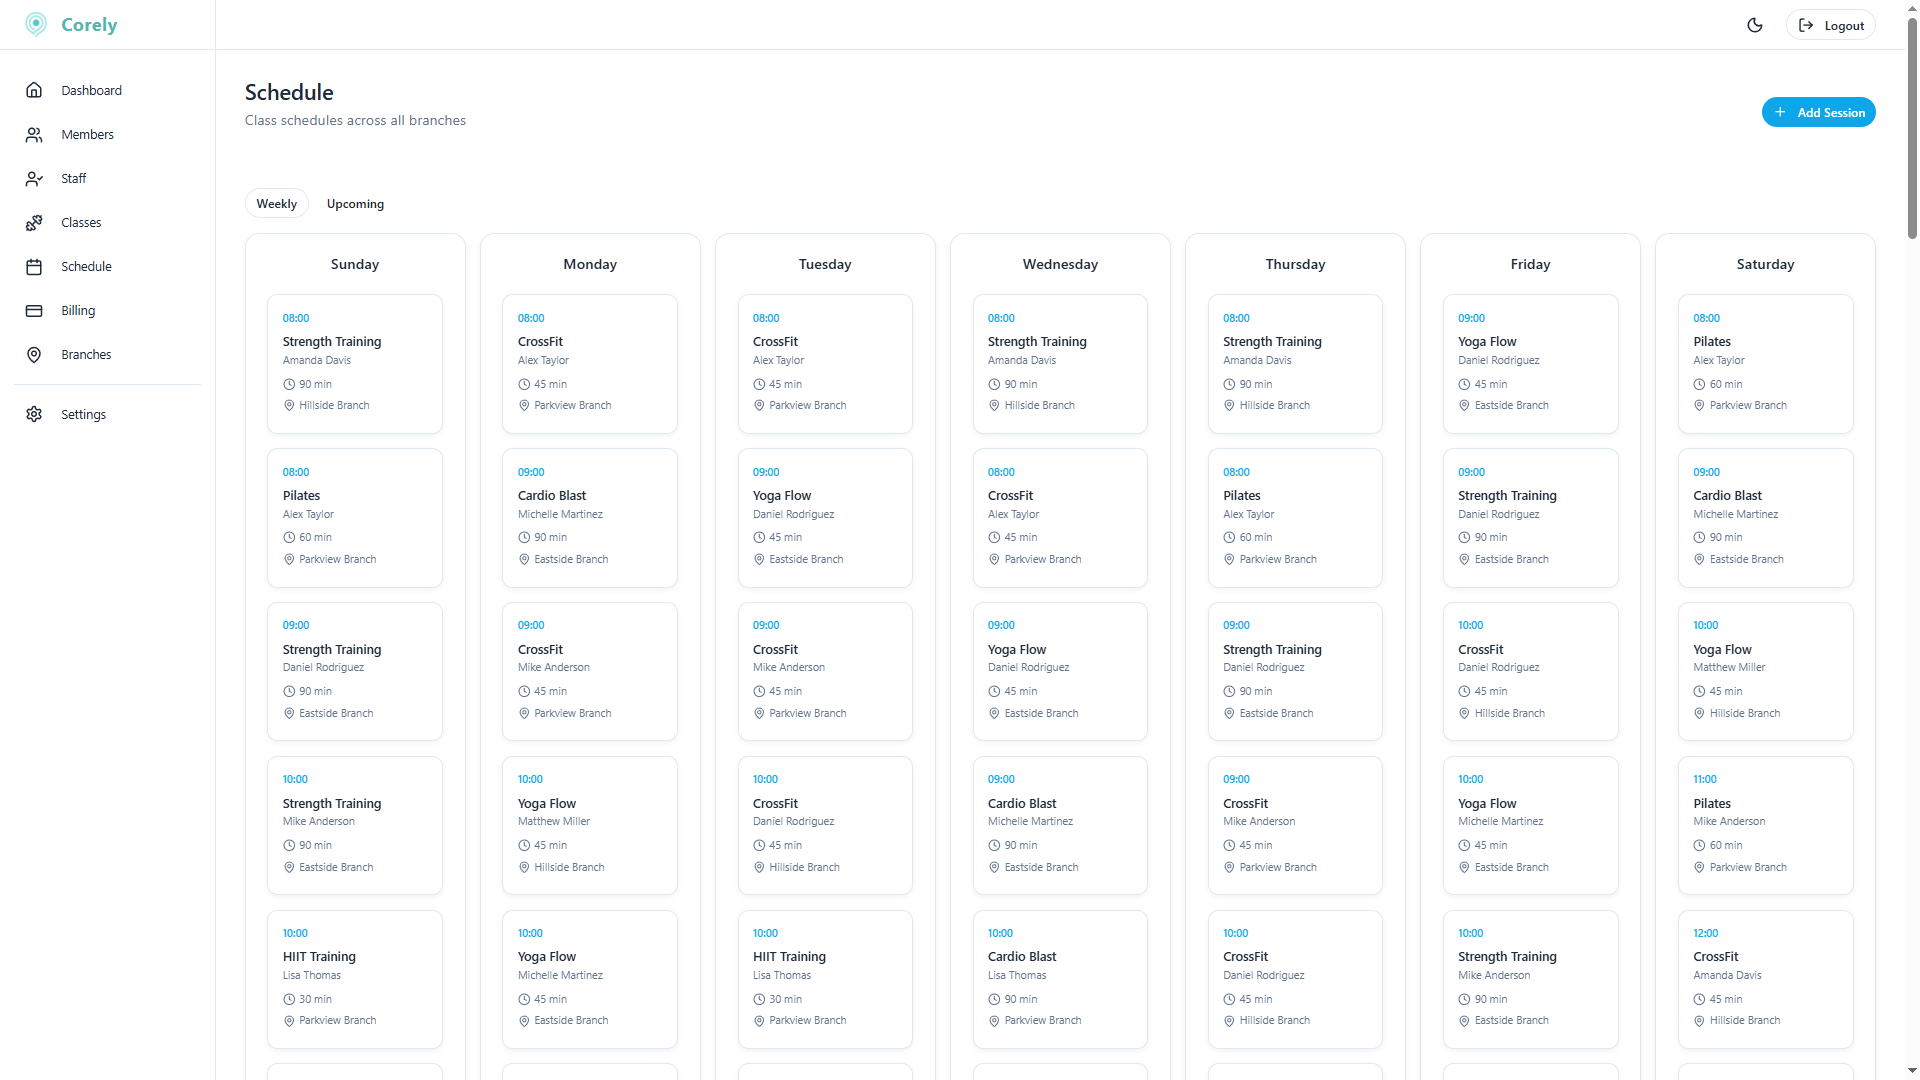 Corely
Logout
Dashboard
Members
Staff
Classes
Schedule
Billing
Branches
Settings
Schedule
Class schedules across all branches
Add Session
Weekly
Upcoming
Sunday
08:00
Strength Training
Amanda Davis
90 min
Hillside Branch
08:00
Pilates
Alex Taylor
60 min
Parkview Branch
09:00
Strength Training
Daniel Rodriguez
90 min
Eastside Branch
10:00
Strength Training
Mike Anderson
90 min
Eastside Branch
10:00
HIIT Training
Lisa Thomas
30 min
Parkview Branch
Monday
08:00
CrossFit
Alex Taylor
45 min
Parkview Branch
09:00
Cardio Blast
Michelle Martinez
90 min
Eastside Branch
09:00
CrossFit
Mike Anderson
45 min
Parkview Branch
10:00
Yoga Flow
Matthew Miller
45 min
Hillside Branch
10:00
Yoga Flow
Michelle Martinez
45 min
Eastside Branch
Tuesday
08:00
CrossFit
Alex Taylor
45 min
Parkview Branch
09:00
Yoga Flow
Daniel Rodriguez
45 min
Eastside Branch
09:00
CrossFit
Mike Anderson
45 min
Parkview Branch
10:00
CrossFit
Daniel Rodriguez
45 min
Hillside Branch
10:00
HIIT Training
Lisa Thomas
30 min
Parkview Branch
Wednesday
08:00
Strength Training
Amanda Davis
90 min
Hillside Branch
08:00
CrossFit
Alex Taylor
45 min
Parkview Branch
09:00
Yoga Flow
Daniel Rodriguez
45 min
Eastside Branch
09:00
Cardio Blast
Michelle Martinez
90 min
Eastside Branch
10:00
Cardio Blast
Lisa Thomas
90 min
Parkview Branch
Thursday
08:00
Strength Training
Amanda Davis
90 min
Hillside Branch
08:00
Pilates
Alex Taylor
60 min
Parkview Branch
09:00
Strength Training
Daniel Rodriguez
90 min
Eastside Branch
09:00
CrossFit
Mike Anderson
45 min
Parkview Branch
10:00
CrossFit
Daniel Rodriguez
45 min
Hillside Branch
Friday
09:00
Yoga Flow
Daniel Rodriguez
45 min
Eastside Branch
09:00
Strength Training
Daniel Rodriguez
90 min
Eastside Branch
10:00
CrossFit
Daniel Rodriguez
45 min
Hillside Branch
10:00
Yoga Flow
Michelle Martinez
45 min
Eastside Branch
10:00
Strength Training
Mike Anderson
90 min
Eastside Branch
Saturday
08:00
Pilates
Alex Taylor
60 min
Parkview Branch
09:00
Cardio Blast
Michelle Martinez
90 min
Eastside Branch
10:00
Yoga Flow
Matthew Miller
45 min
Hillside Branch
11:00
Pilates
Mike Anderson
60 min
Parkview Branch
12:00
CrossFit
Amanda Davis
45 min
Hillside Branch